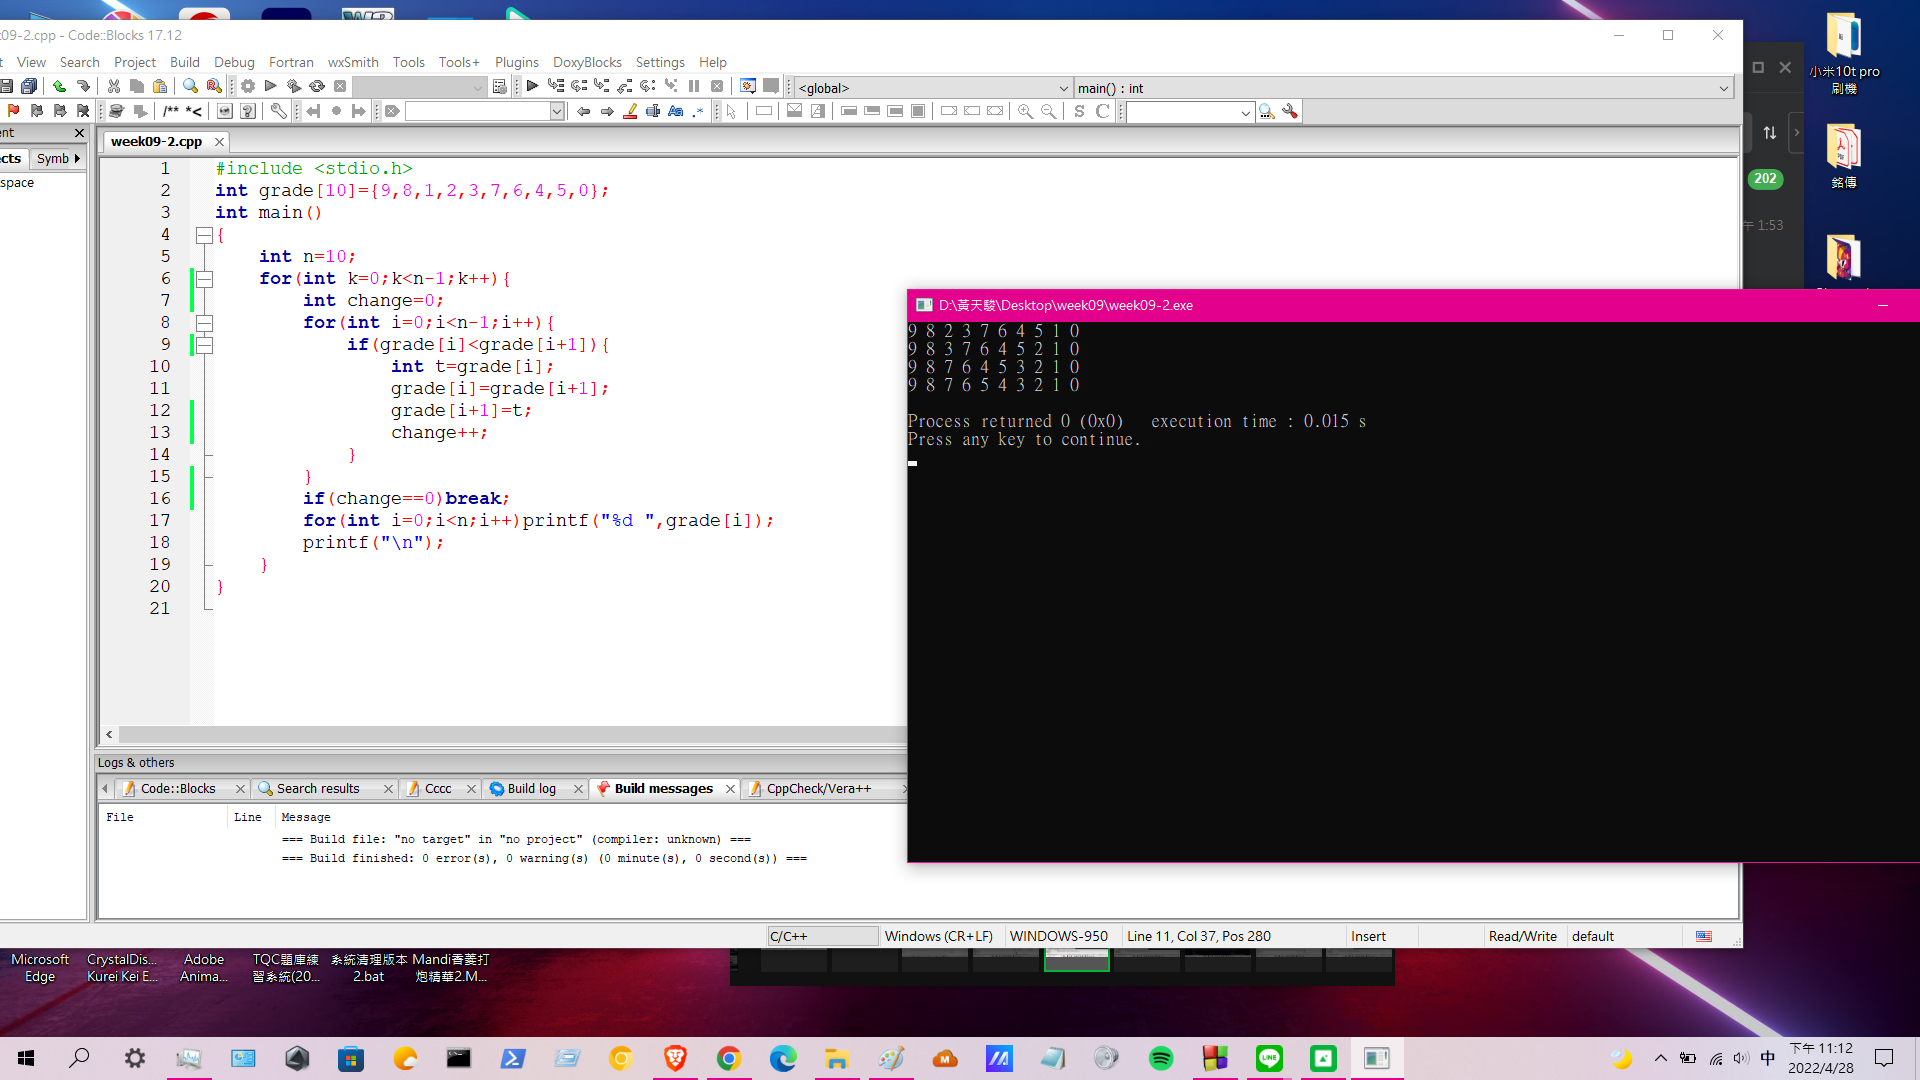 09-2.cpp - Code::Blocks 17.12
View Search Project Build Debug Fortran wxSmith Tools Tools+ Plugins DoxyBlocks Settings Help
<global> main() : int
/** *<
Aa .* S C
ent
week09-2.cpp
ects Symb
space
1 #include <stdio.h>
2 int grade[10]={9,8,1,2,3,7,6,4,5,0};
3 int main()
4 {
5 int n=10;
6 for(int k=0;k<n-1;k++){
7 int change=0;
8 for(int i=0;i<n-1;i++){
9 if(grade[i]<grade[i+1]){
10 int t=grade[i];
11 grade[i]=grade[i+1];
12 grade[i+1]=t;
13 change++;
14 }
15 }
16 if(change==0)break;
17 for(int i=0;i<n;i++)printf("%d ",grade[i]);
18 printf("\n");
19 }
20 }
21
D:\黃天駿\Desktop\week09\week09-2.exe
9 8 2 3 7 6 4 5 1 0
9 8 3 7 6 4 5 2 1 0
9 8 7 6 4 5 3 2 1 0
9 8 7 6 5 4 3 2 1 0
Process returned 0 (0x0) execution time : 0.015 s
Press any key to continue.
Logs & others
Code::Blocks Search results Cccc Build log Build messages CppCheck/Vera++
File Line Message
=== Build file: "no target" in "no project" (compiler: unknown) ===
=== Build finished: 0 error(s), 0 warning(s) (0 minute(s), 0 second(s)) ===
C/C++ Windows (CR+LF) WINDOWS-950 Line 11, Col 37, Pos 280 Insert Read/Write default
小米10t pro
刷機
202
銘傳
午 1:53
Microsoft
Edge
CrystalDis...
Kurei Kei E...
Adobe
Anima...
TQC題庫練
習系統(20...
系統清理版本
2.bat
Mandi香菱打
炮精華2.M...
中
下午 11:12
2022/4/28